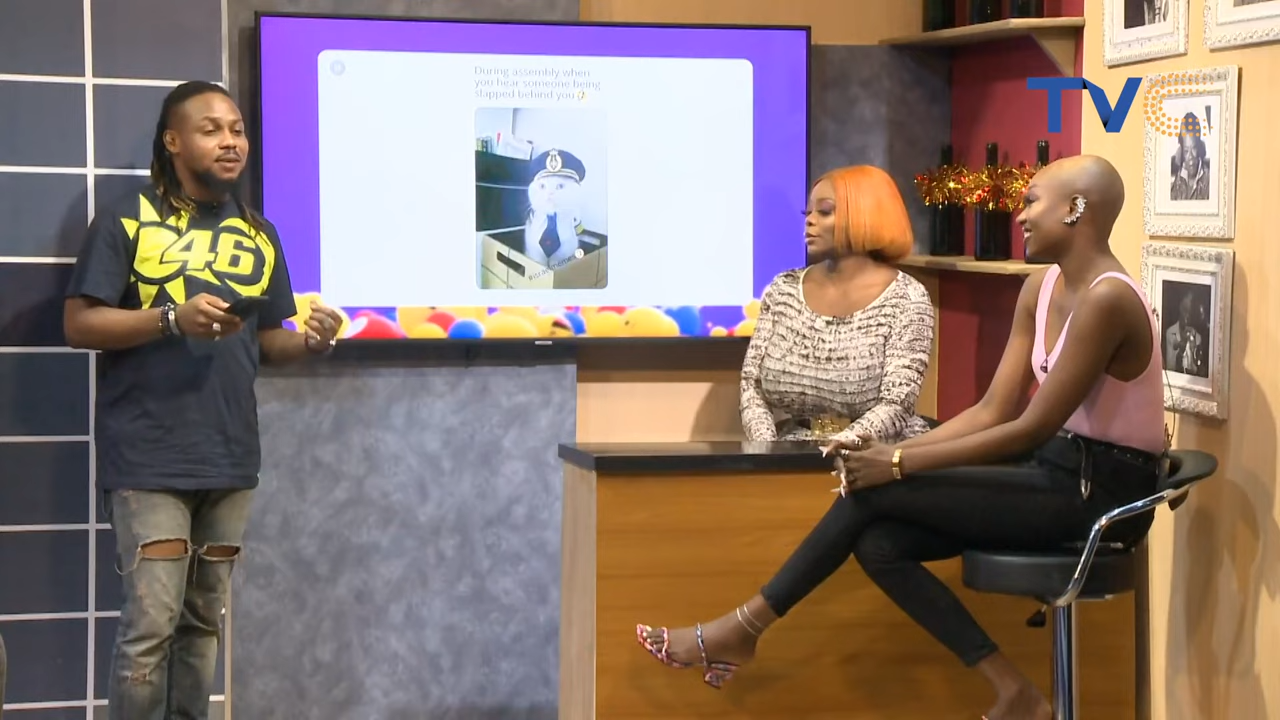 During assembly when
you hear someone being
slapped behind you
TVC
46